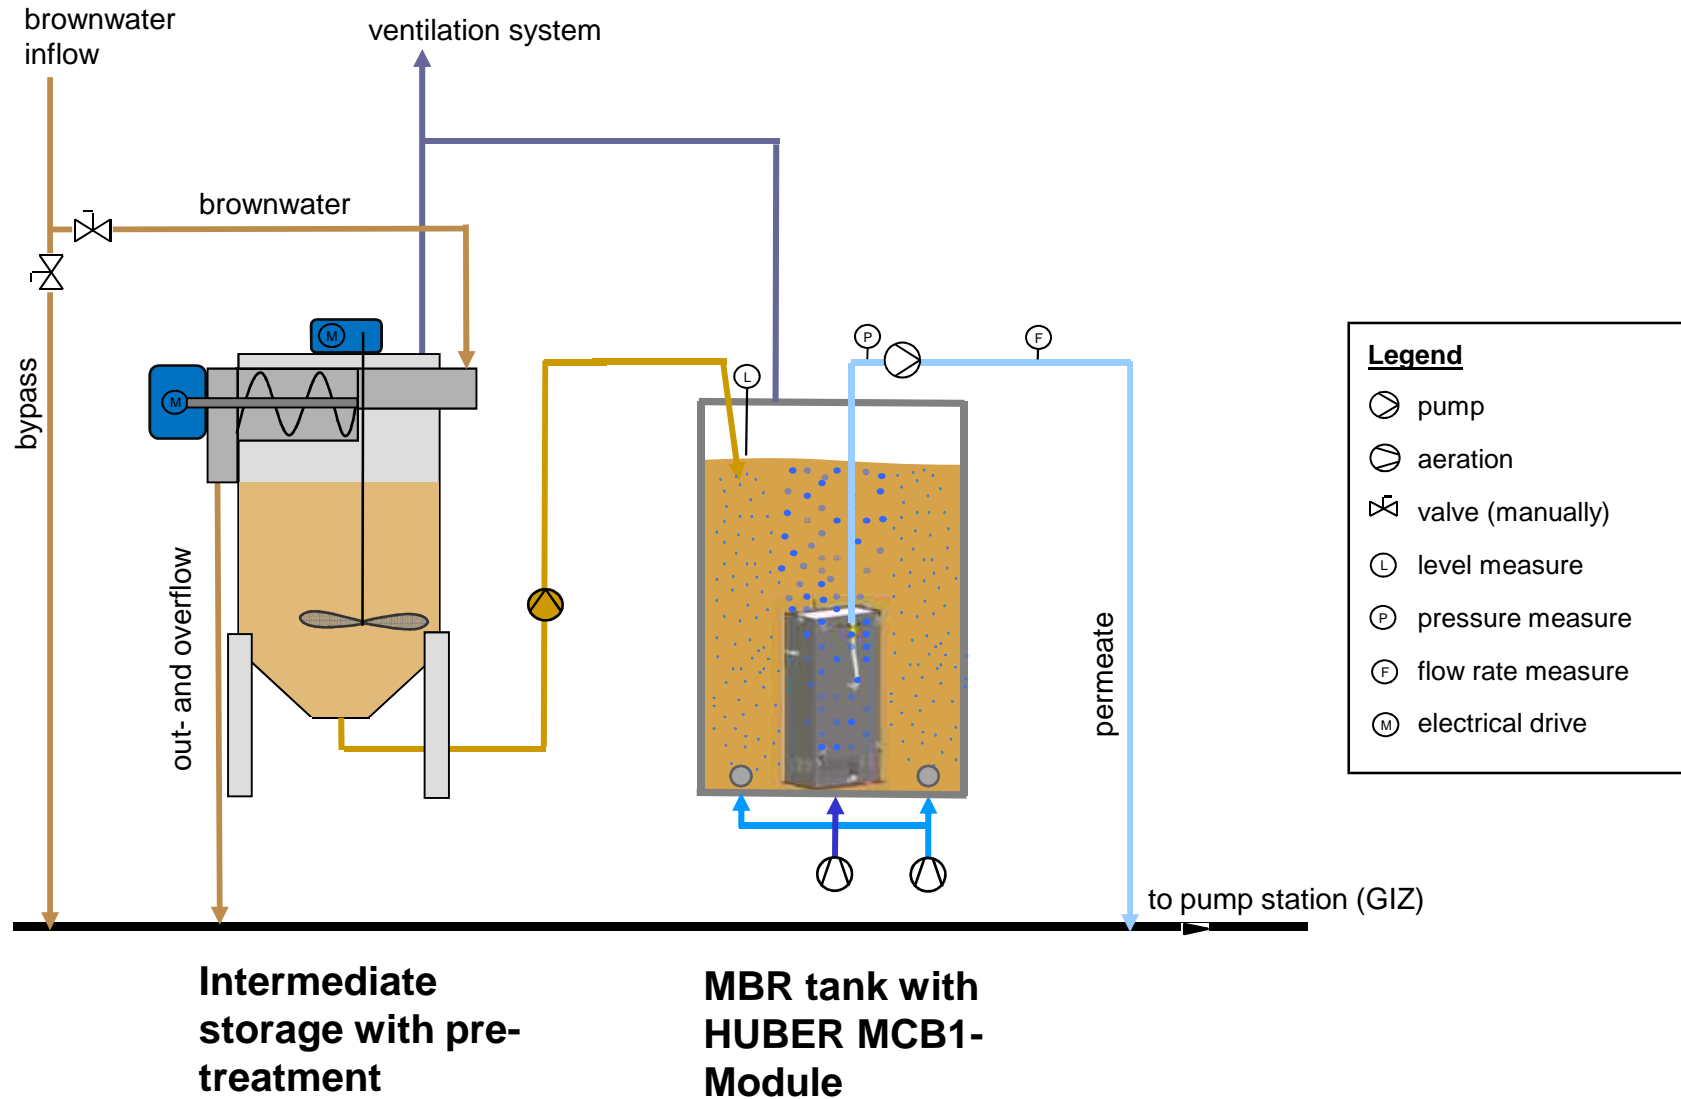 brownwater
inflow
ventilation system
brownwater
bypass
M
M
out- and overflow
L
P
F
permeate
Legend
pump
aeration
valve (manually)
L level measure
P pressure measure
F flow rate measure
M electrical drive
to pump station (GIZ)
Intermediate
storage with pre-
treatment
MBR tank with
HUBER MCB1-
Module